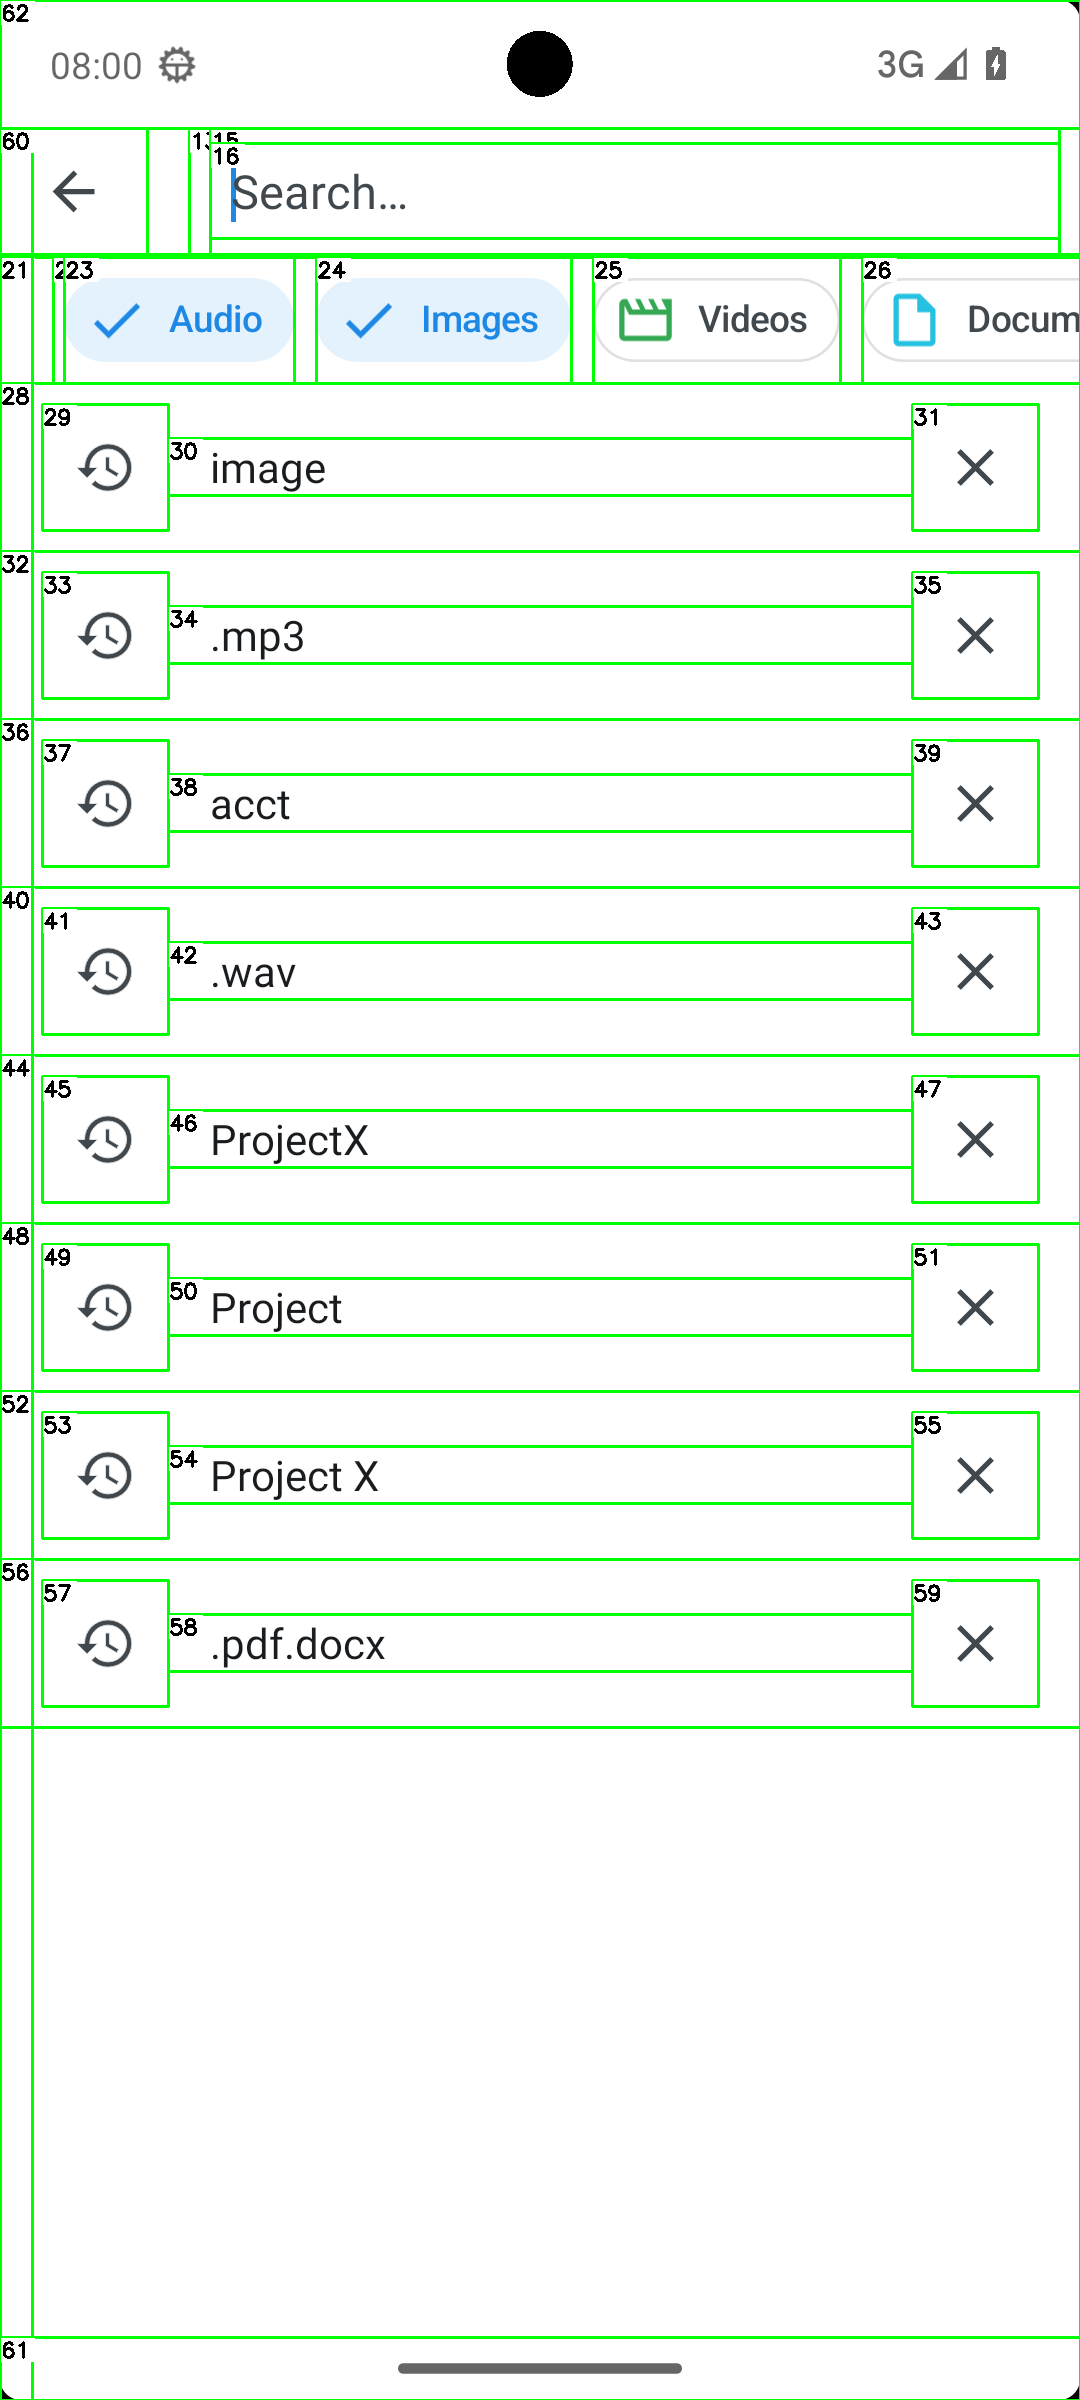 62
08:00 3G
60 13 15
16 Search...
21 2 23 Audio 24 Images 25 Videos 26 Docum
28
29 30 image 31
32
33 34 .mp3 35
36
37 38 acct 39
40
41 42 .wav 43
44
45 46 ProjectX 47
48
49 50 Project 51
52
53 54 Project X 55
56
57 58 .pdf.docx 59
61